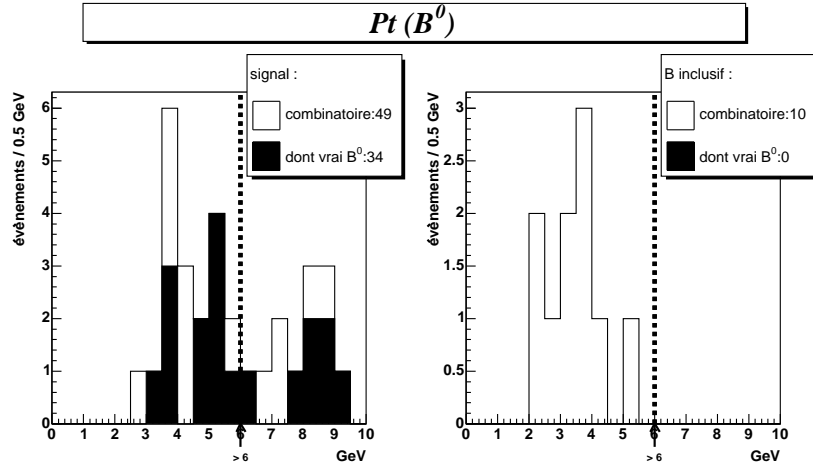 Pt (B⁰)
signal :
combinatoire:49
dont vrai B⁰:34
évènements / 0.5 GeV
6
5
4
3
2
1
0
0 1 2 3 4 5 6 7 8 9 10
> 6
GeV
B inclusif :
combinatoire:10
dont vrai B⁰:0
évènements / 0.5 GeV
3
2.5
2
1.5
1
0.5
0
0 1 2 3 4 5 6 7 8 9 10
> 6
GeV